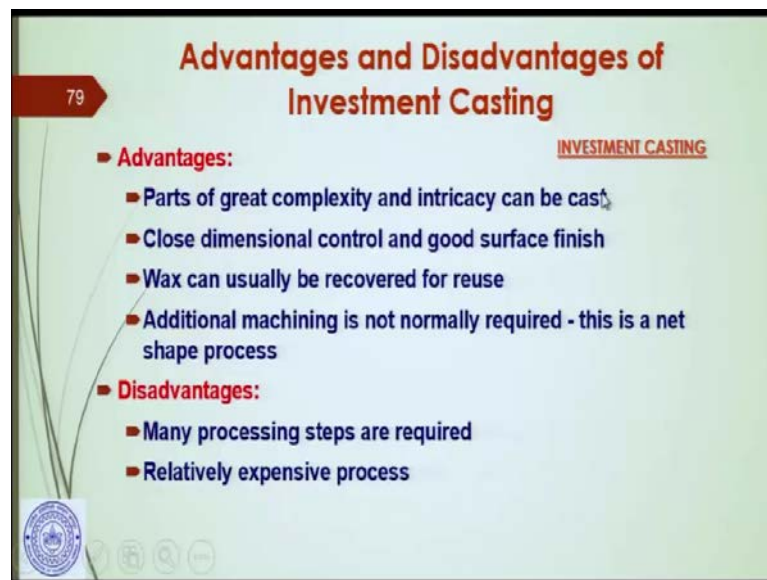 Advantages and Disadvantages of
Investment Casting
79
INVESTMENT CASTING
Advantages:
Parts of great complexity and intricacy can be cast
Close dimensional control and good surface finish
Wax can usually be recovered for reuse
Additional machining is not normally required - this is a net
shape process
Disadvantages:
Many processing steps are required
Relatively expensive process